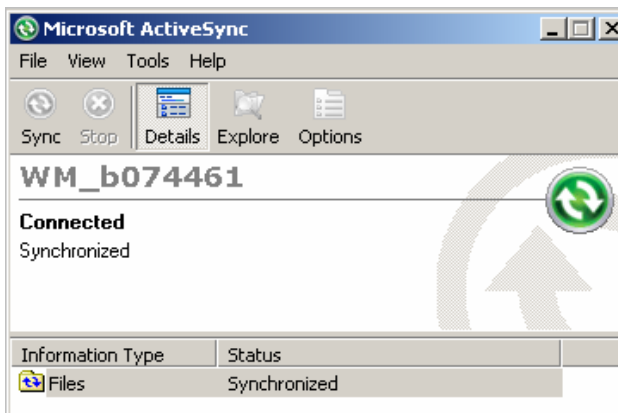 Microsoft ActiveSync
File View Tools Help
Sync Stop Details Explore Options
WM_b074461
Connected
Synchronized
Information Type Status
Files Synchronized